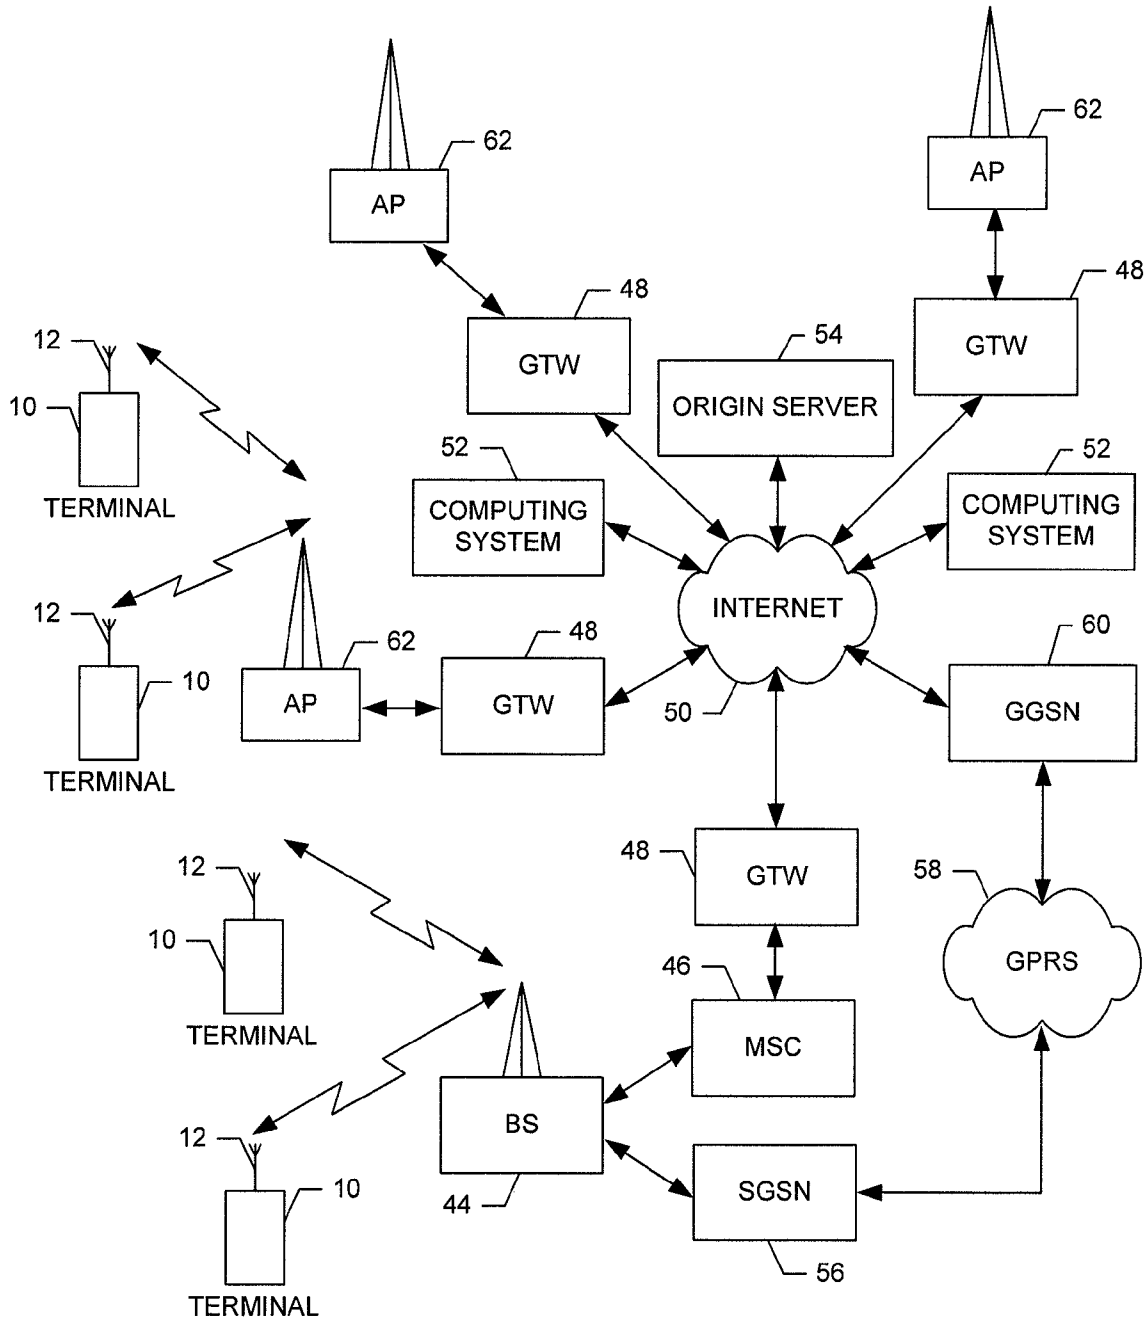 62
AP
62
AP
48
GTW
48
GTW
54
ORIGIN SERVER
12
10
TERMINAL
52
COMPUTING
SYSTEM
52
COMPUTING
SYSTEM
INTERNET
50
12
10
TERMINAL
62
AP
48
GTW
60
GGSN
48
GTW
58
GPRS
12
10
TERMINAL
46
MSC
BS
44
12
10
TERMINAL
SGSN
56